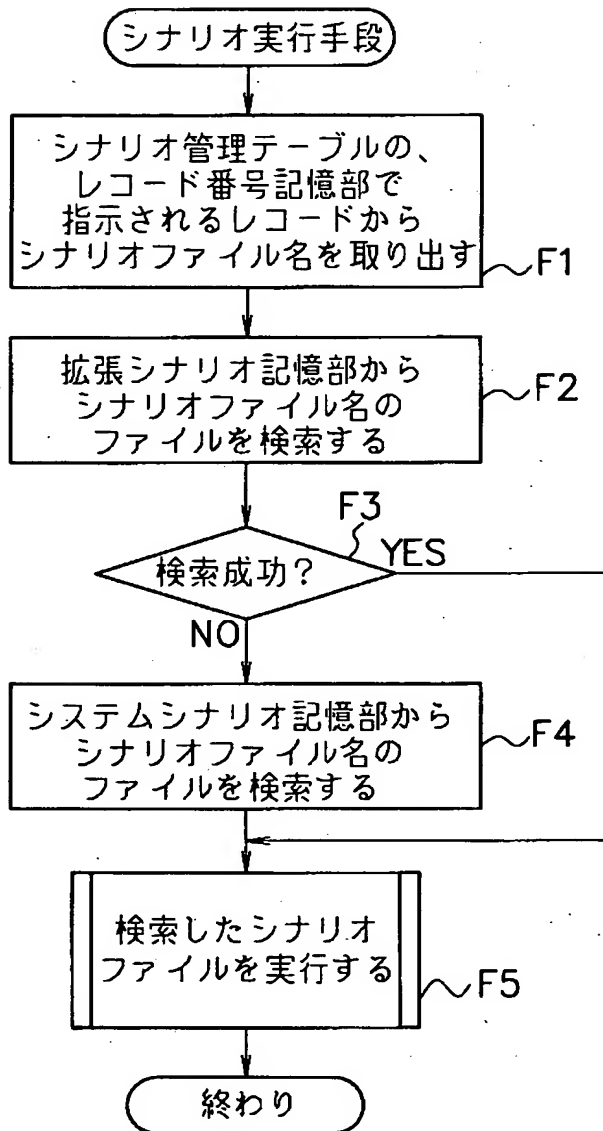 シナリオ実行手段
シナリオ管理テーブルの、
レコード番号記憶部で
指示されるレコードから
シナリオファイル名を取り出す
F1
拡張シナリオ記憶部から
シナリオファイル名の
ファイルを検索する
F2
F3
検索成功?
YES
NO
システムシナリオ記憶部から
シナリオファイル名の
ファイルを検索する
F4
検索したシナリオ
ファイルを実行する
F5
終わり